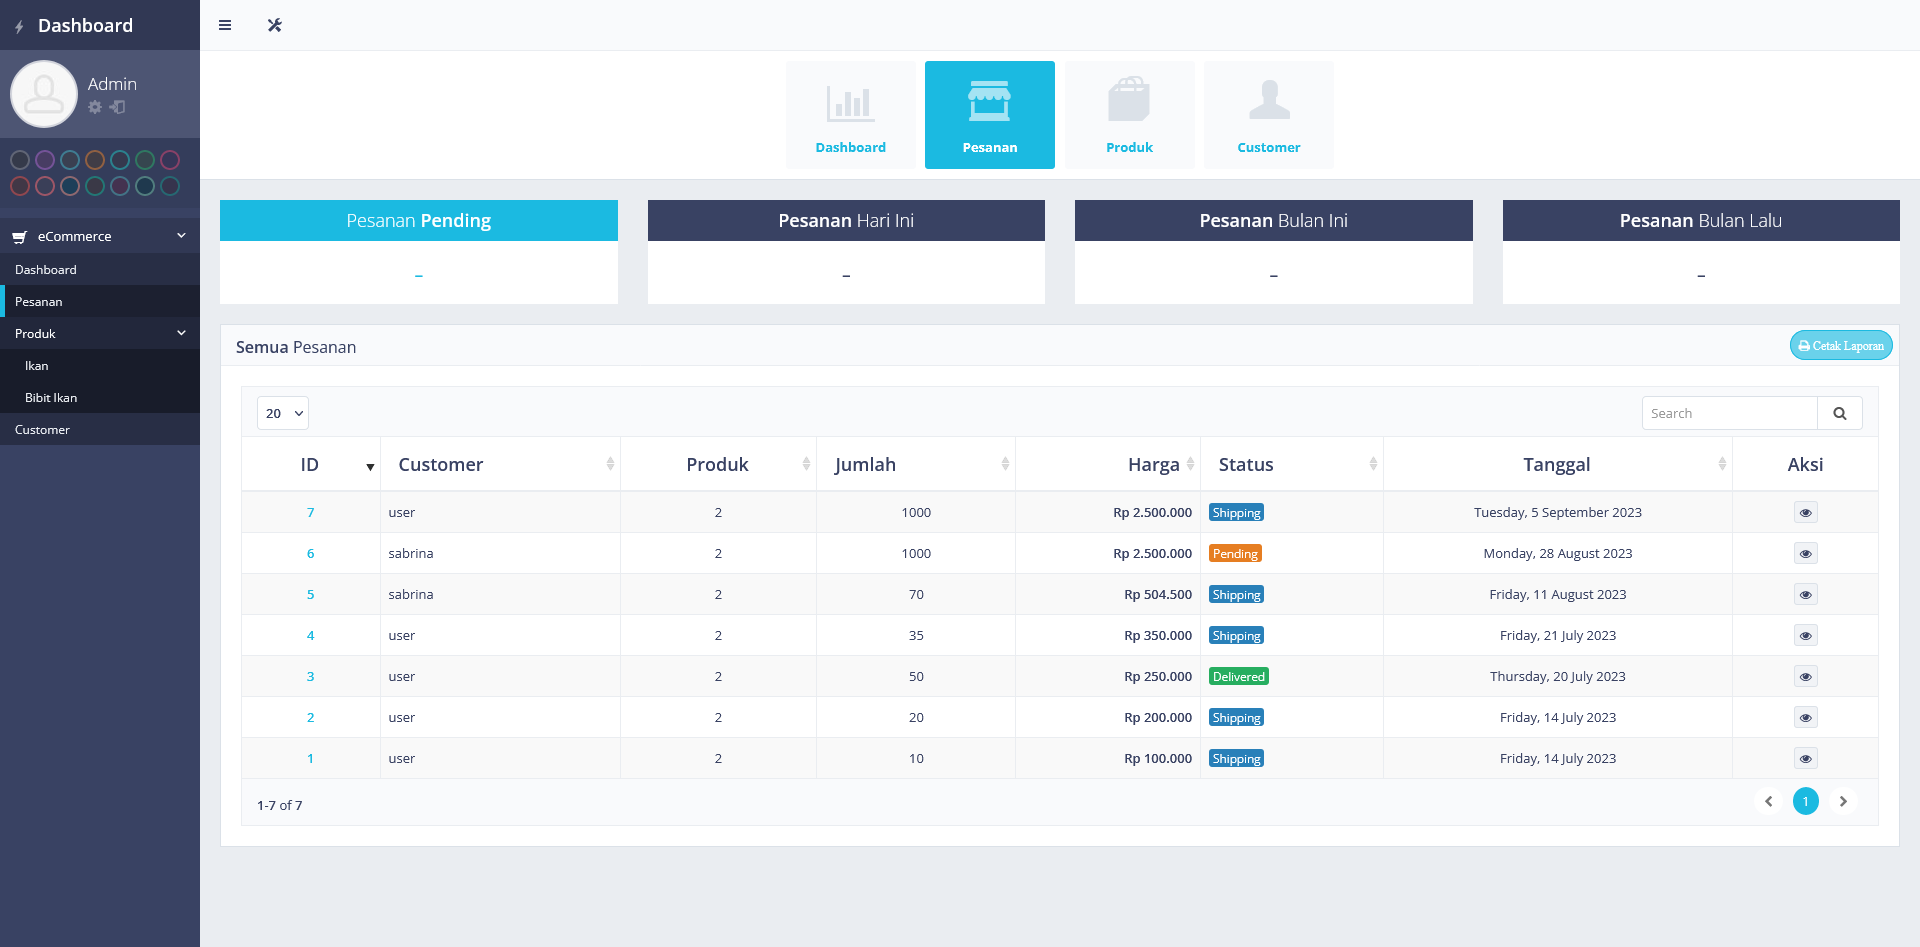 Dashboard
Admin
eCommerce
Dashboard
Pesanan
Produk
Ikan
Bibit Ikan
Customer
Dashboard
Pesanan
Produk
Customer
Pesanan Pending
–
Pesanan Hari Ini
–
Pesanan Bulan Ini
–
Pesanan Bulan Lalu
–
Semua Pesanan
Cetak Laporan
20
Search
ID Customer Produk Jumlah Harga Status Tanggal Aksi
7 user 2 1000 Rp 2.500.000 Shipping Tuesday, 5 September 2023
6 sabrina 2 1000 Rp 2.500.000 Pending Monday, 28 August 2023
5 sabrina 2 70 Rp 504.500 Shipping Friday, 11 August 2023
4 user 2 35 Rp 350.000 Shipping Friday, 21 July 2023
3 user 2 50 Rp 250.000 Delivered Thursday, 20 July 2023
2 user 2 20 Rp 200.000 Shipping Friday, 14 July 2023
1 user 2 10 Rp 100.000 Shipping Friday, 14 July 2023
1-7 of 7
1